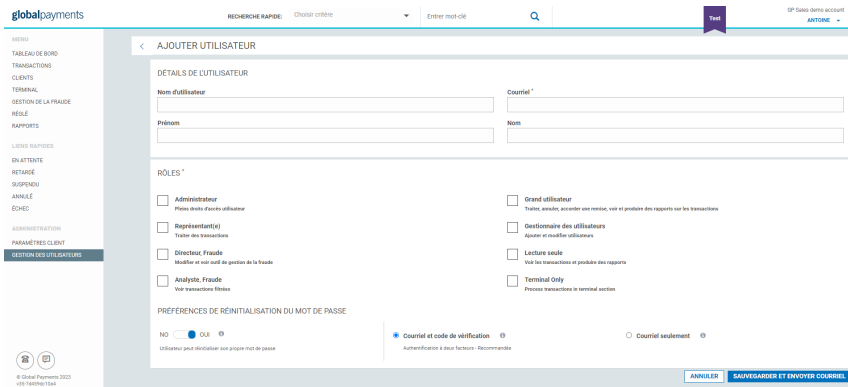 globalpayments
RECHERCHE RAPIDE: Choisir critère Entrer mot-clé
Test
GP Sales demo account
ANTOINE
MENU
TABLEAU DE BORD
TRANSACTIONS
CLIENTS
TERMINAL
GESTION DE LA FRAUDE
RÉGLÉ
RAPPORTS
LIENS RAPIDES
EN ATTENTE
RETARDÉ
SUSPENDU
ANNULÉ
ÉCHEC
ADMINISTRATION
PARAMÈTRES CLIENT
GESTION DES UTILISATEURS
© Global Payments 2023
AJOUTER UTILISATEUR
DÉTAILS DE L'UTILISATEUR
Nom d'utilisateur
Courriel *
Prénom
Nom
RÔLES *
Administrateur
Pleins droits d'accès utilisateur
Grand utilisateur
Traiter, annuler, accorder une remise, voir et produire des rapports sur les transactions
Représentant(e)
Traiter des transactions
Gestionnaire des utilisateurs
Ajouter et modifier utilisateurs
Directeur, Fraude
Modifier et voir outil de gestion de la fraude
Lecture seule
Voir les transactions et produire des rapports
Analyste, Fraude
Voir transactions filtrées
Terminal Only
Process transactions in terminal section
PRÉFÉRENCES DE RÉINITIALISATION DU MOT DE PASSE
NO OUI
Utilisateur peut réinitialiser son propre mot de passe
Courriel et code de vérification
Authentification à deux facteurs - Recommandée
Courriel seulement
ANNULER
SAUVEGARDER ET ENVOYER COURRIEL